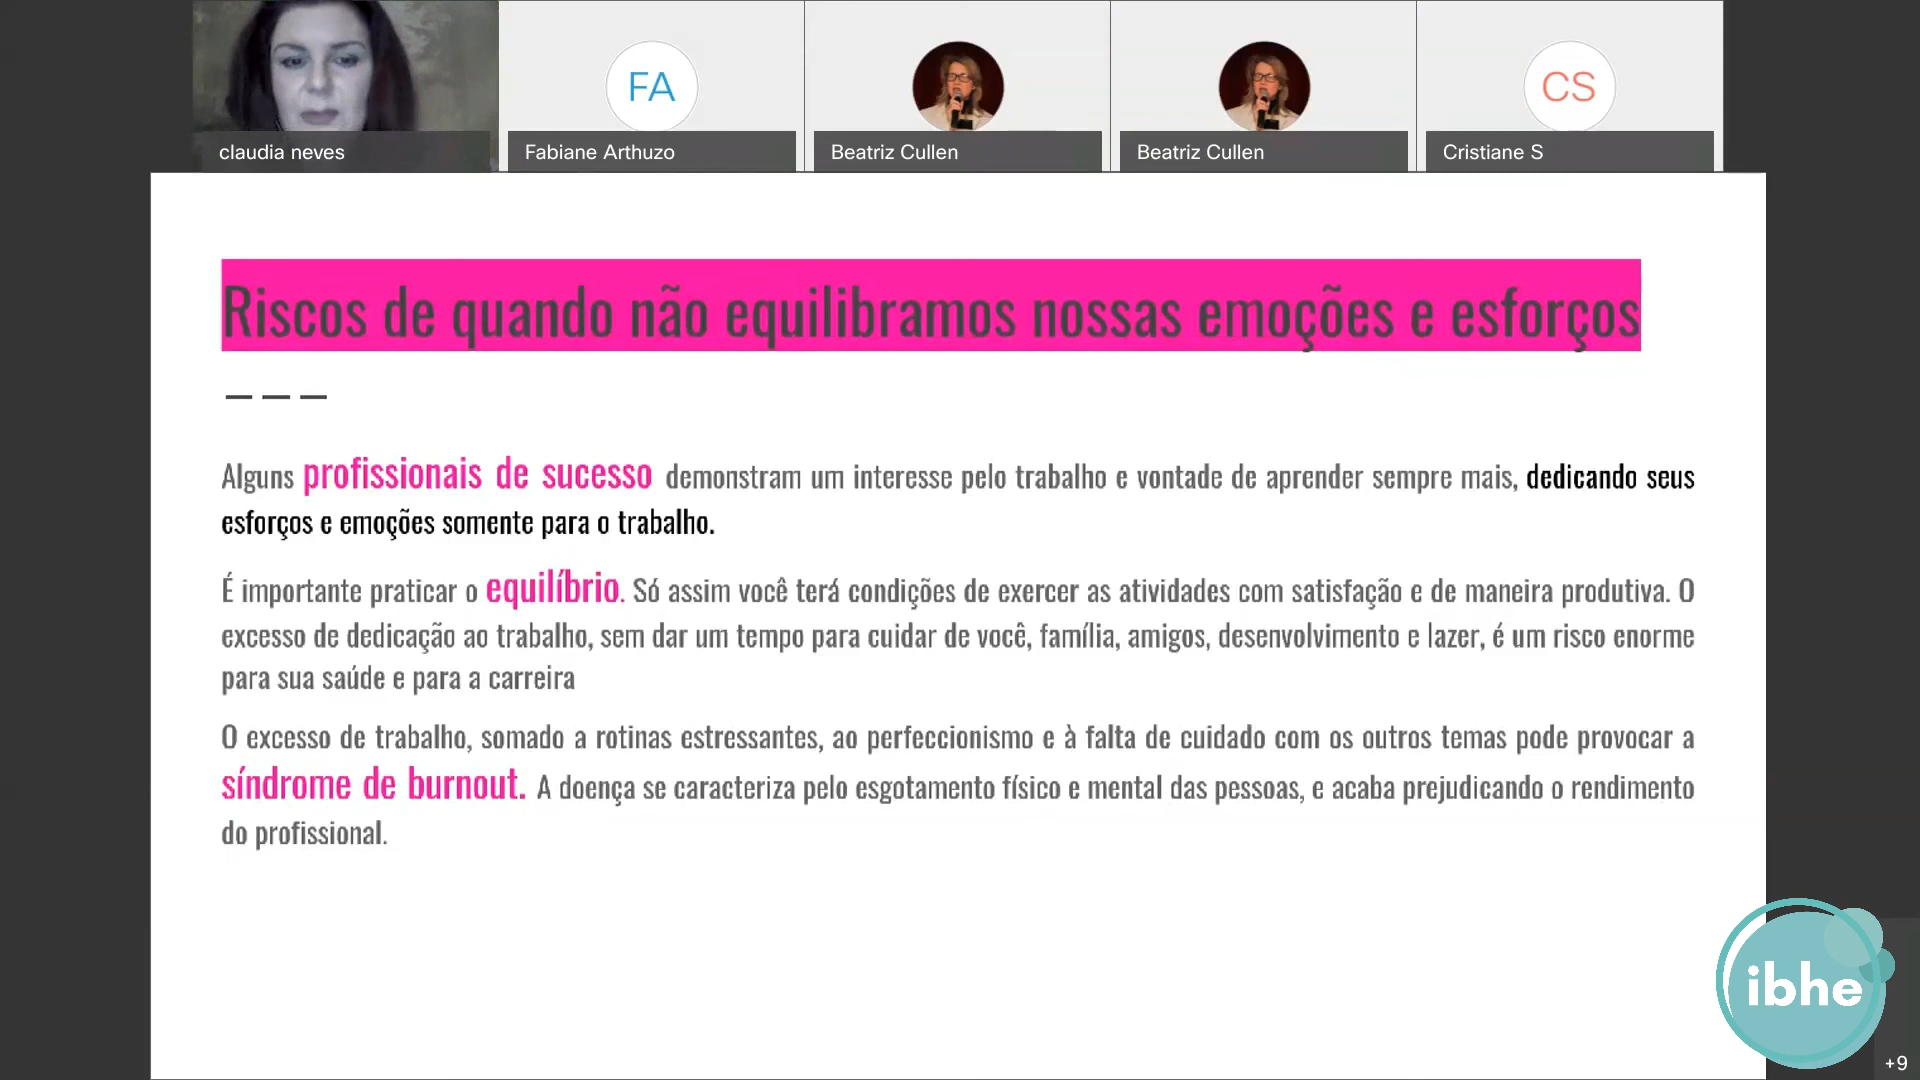 FA
CS
claudia neves
Fabiane Arthuzo
Beatriz Cullen
Beatriz Cullen
Cristiane S
Riscos de quando não equilibramos nossas emoções e esforços
Alguns profissionais de sucesso demonstram um interesse pelo trabalho e vontade de aprender sempre mais, dedicando seus
esforços e emoções somente para o trabalho.
É importante praticar o equilíbrio. Só assim você terá condições de exercer as atividades com satisfação e de maneira produtiva. O
excesso de dedicação ao trabalho, sem dar um tempo para cuidar de você, família, amigos, desenvolvimento e lazer, é um risco enorme
para sua saúde e para a carreira
O excesso de trabalho, somado a rotinas estressantes, ao perfeccionismo e à falta de cuidado com os outros temas pode provocar a
síndrome de burnout. A doença se caracteriza pelo esgotamento físico e mental das pessoas, e acaba prejudicando o rendimento
do profissional.
ibhe
+9